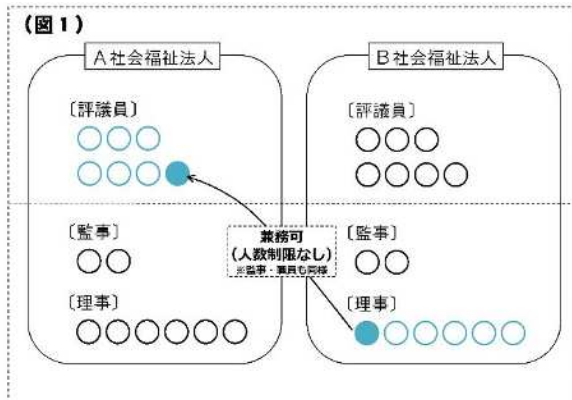 (図1)
A社会福祉法人
B社会福祉法人
〔評議員〕
〔評議員〕
〔監事〕
兼務可
(人数制限なし)
※監事・職員も同様
〔監事〕
〔理事〕
〔理事〕